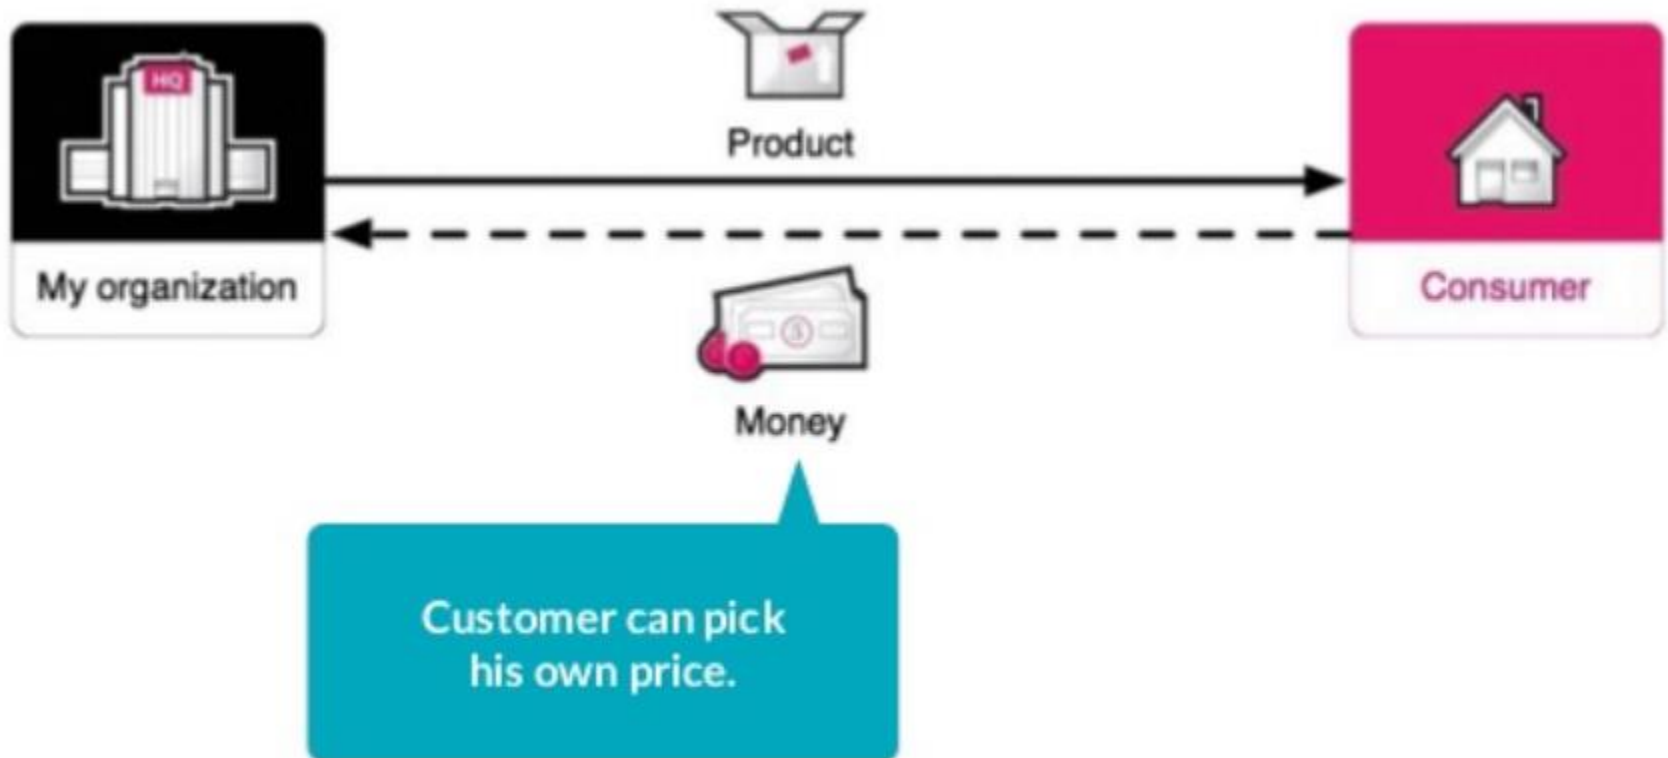 HQ
Product
My organization
Consumer
Money
Customer can pick
his own price.